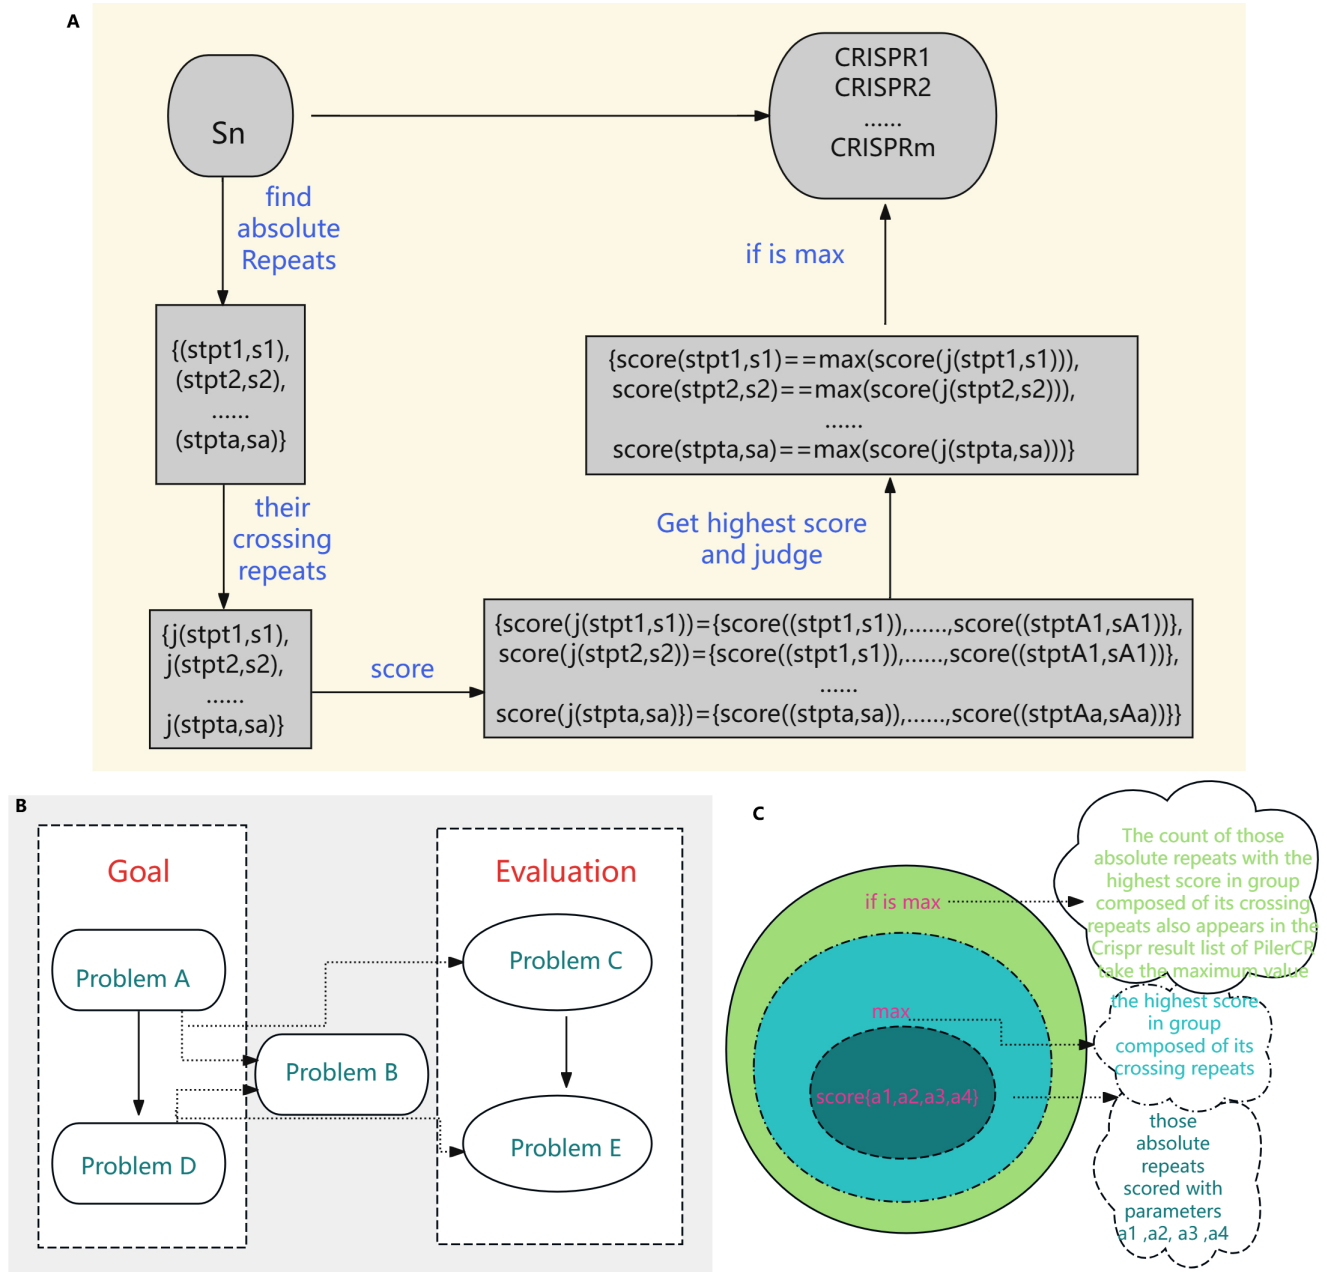 A
Sn
CRISPR1
CRISPR2
......
CRISPRm
find
absolute
Repeats
if is max
{(stpt1,s1),
(stpt2,s2),
......
(stpta,sa)}
{score(stpt1,s1)==max(score(j(stpt1,s1))),
score(stpt2,s2)==max(score(j(stpt2,s2))),
......
score(stpta,sa)==max(score(j(stpta,sa)))}
their
crossing
repeats
Get highest score
and judge
{j(stpt1,s1),
j(stpt2,s2),
......
j(stpta,sa)}
score
{score(j(stpt1,s1))={score((stpt1,s1)),......,score((stptA1,sA1))},
score(j(stpt2,s2))={score((stpt1,s1)),......,score((stptA1,sA1))},
......
score(j(stpta,sa)})={score((stpta,sa)),......,score((stptAa,sAa))}}
B
Goal
Evaluation
Problem A
Problem C
Problem B
Problem D
Problem E
C
if is max
max
score{a1,a2,a3,a4}
The count of those
absolute repeats with the
highest score in group
composed of its crossing
repeats also appears in the
Crispr result list of PilerCR
take the maximum value
the highest score
in group
composed of its
crossing repeats
those
absolute
repeats
scored with
parameters
a1 ,a2, a3 ,a4